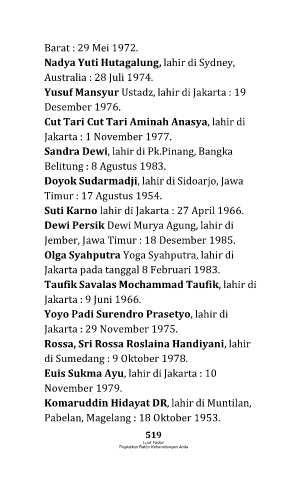 Barat : 29 Mei 1972.
Nadya Yuti Hutagalung, lahir di Sydney,
Australia : 28 Juli 1974.
Yusuf Mansyur Ustadz, lahir di Jakarta : 19
Desember 1976.
Cut Tari Cut Tari Aminah Anasya, lahir di
Jakarta : 1 November 1977.
Sandra Dewi, lahir di Pk.Pinang, Bangka
Belitung : 8 Agustus 1983.
Doyok Sudarmadji, lahir di Sidoarjo, Jawa
Timur : 17 Agustus 1954.
Suti Karno lahir di Jakarta : 27 April 1966.
Dewi Persik Dewi Murya Agung, lahir di
Jember, Jawa Timur : 18 Desember 1985.
Olga Syahputra Yoga Syahputra, lahir di
Jakarta pada tanggal 8 Februari 1983.
Taufik Savalas Mochammad Taufik, lahir di
Jakarta : 9 Juni 1966.
Yoyo Padi Surendro Prasetyo, lahir di
Jakarta : 29 November 1975.
Rossa, Sri Rossa Roslaina Handiyani, lahir
di Sumedang : 9 Oktober 1978.
Euis Sukma Ayu, lahir di Jakarta : 10
November 1979.
Komaruddin Hidayat DR, lahir di Muntilan,
Pabelan, Magelang : 18 Oktober 1953.
519
Tingkatkan Faktor Keberuntungan Anda